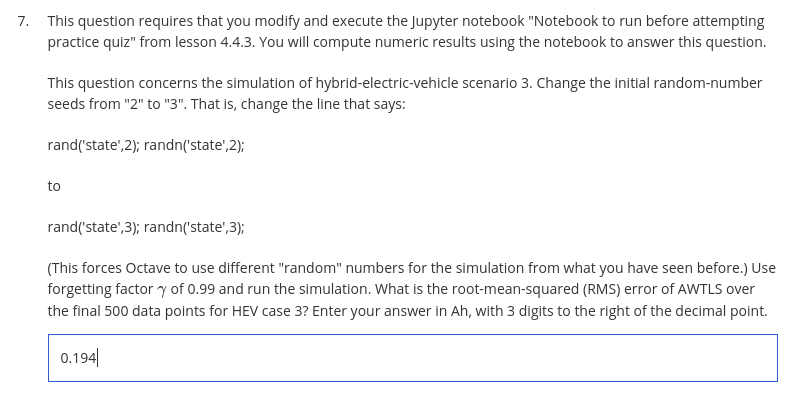 7. This question requires that you modify and execute the Jupyter notebook "Notebook to run before attempting
practice quiz" from lesson 4.4.3. You will compute numeric results using the notebook to answer this question.
This question concerns the simulation of hybrid-electric-vehicle scenario 3. Change the initial random-number
seeds from "2" to "3". That is, change the line that says:
rand('state',2); randn('state',2);
to
rand('state',3); randn('state',3);
(This forces Octave to use different "random" numbers for the simulation from what you have seen before.) Use
forgetting factor γ of 0.99 and run the simulation. What is the root-mean-squared (RMS) error of AWTLS over
the final 500 data points for HEV case 3? Enter your answer in Ah, with 3 digits to the right of the decimal point.
0.194